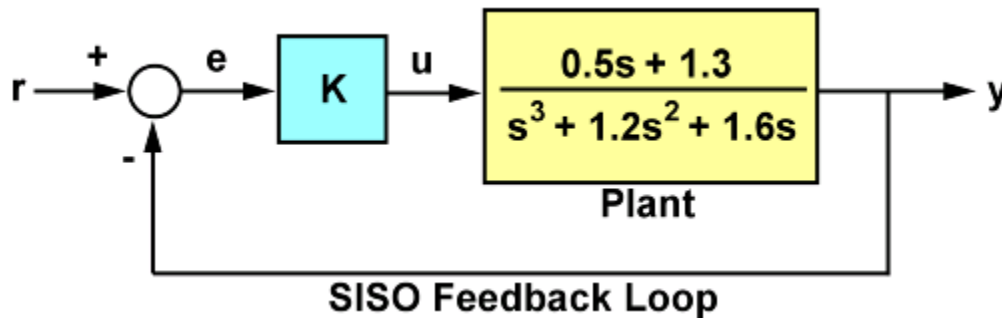 +
e
u
r
K
0.5s + 1.3
s³ + 1.2s² + 1.6s
y
-
Plant
SISO Feedback Loop